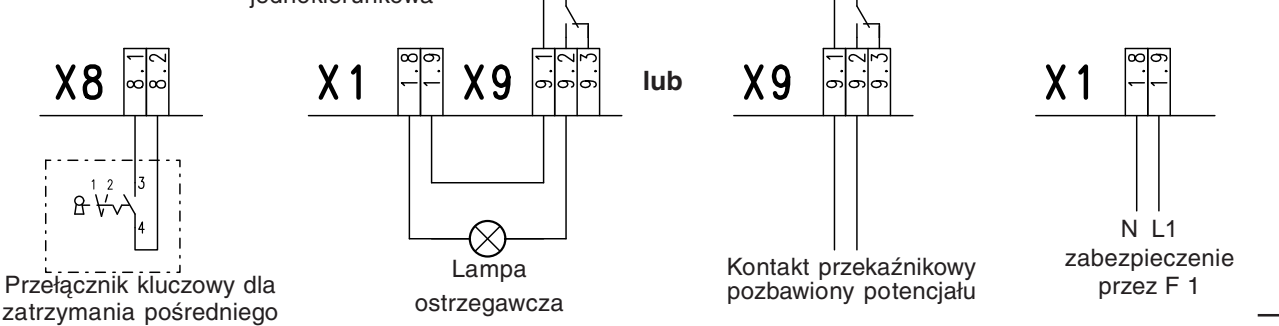 jednokierunkowa
X8 8.1 8.2
X1 1.8 1.9
X9 9.1 9.2 9.3
lub
X9 9.1 9.2 9.3
X1 1.8 1.9
1 2 3
4
Przełącznik kluczowy dla
zatrzymania pośredniego
Lampa
ostrzegawcza
Kontakt przekaźnikowy
pozbawiony potencjału
N L1
zabezpieczenie
przez F 1